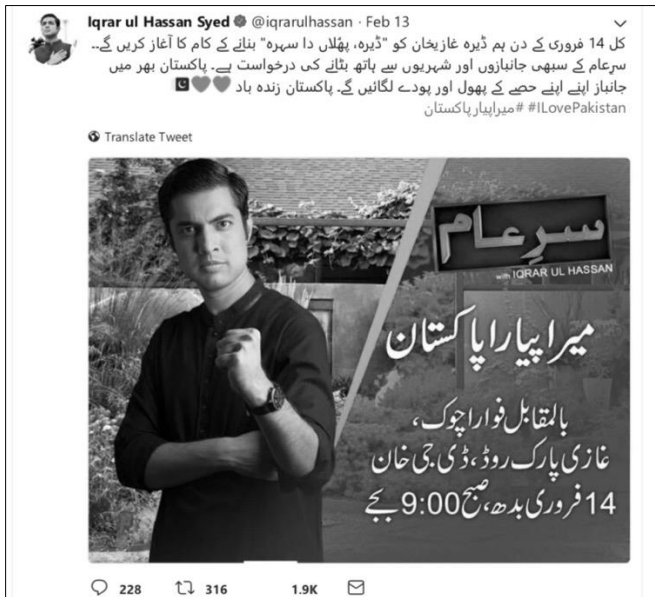 Iqrar ul Hassan Syed @iqrarulhassan · Feb 13
کل 14 فروری کے دن ہم ڈیرہ غازیخان کو "ڈیرہ، پھُلاں دا سہرہ" بنانے کے کام کا آغاز کریں گے۔۔
سرعام کے سبھی جانبازوں اور شہریوں سے ہاتھ بٹانے کی درخواست ہے۔ پاکستان بھر میں
جانباز اپنے اپنے حصے کے پھول اور پودے لگائیں گے۔ پاکستان زندہ باد
#ILovePakistan #میراپیارپاکستان
Translate Tweet
سرِعام
with IQRAR UL HASSAN
میرا پیارا پاکستان
بالمقابل فوارا چوک،
غازی پارک روڈ، ڈی جی خان
14 فروری بدھ، صبح 9:00 بجے
228 316 1.9K